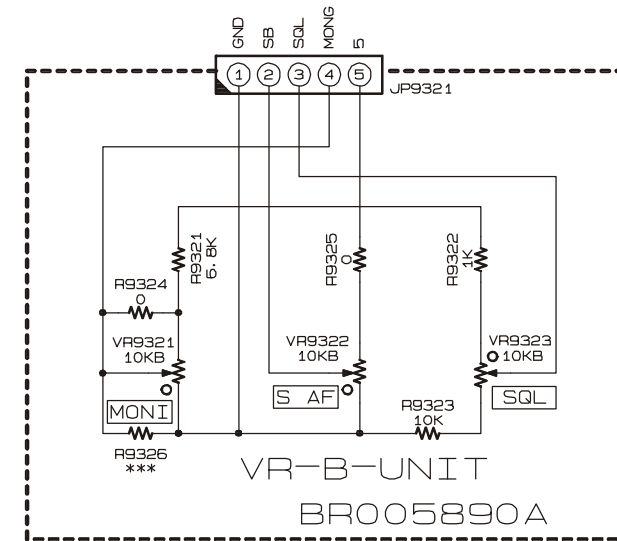 GND
SB
SQL
MONG
5
1 2 3 4 5
JP9321
R9321
6.8K
R9325
0
R9322
1K
R9324
0
VR9321
10KB
VR9322
10KB
VR9323
10KB
MONI
S AF
SQL
R9323
10K
R9326
***
VR-B-UNIT
BR005890A